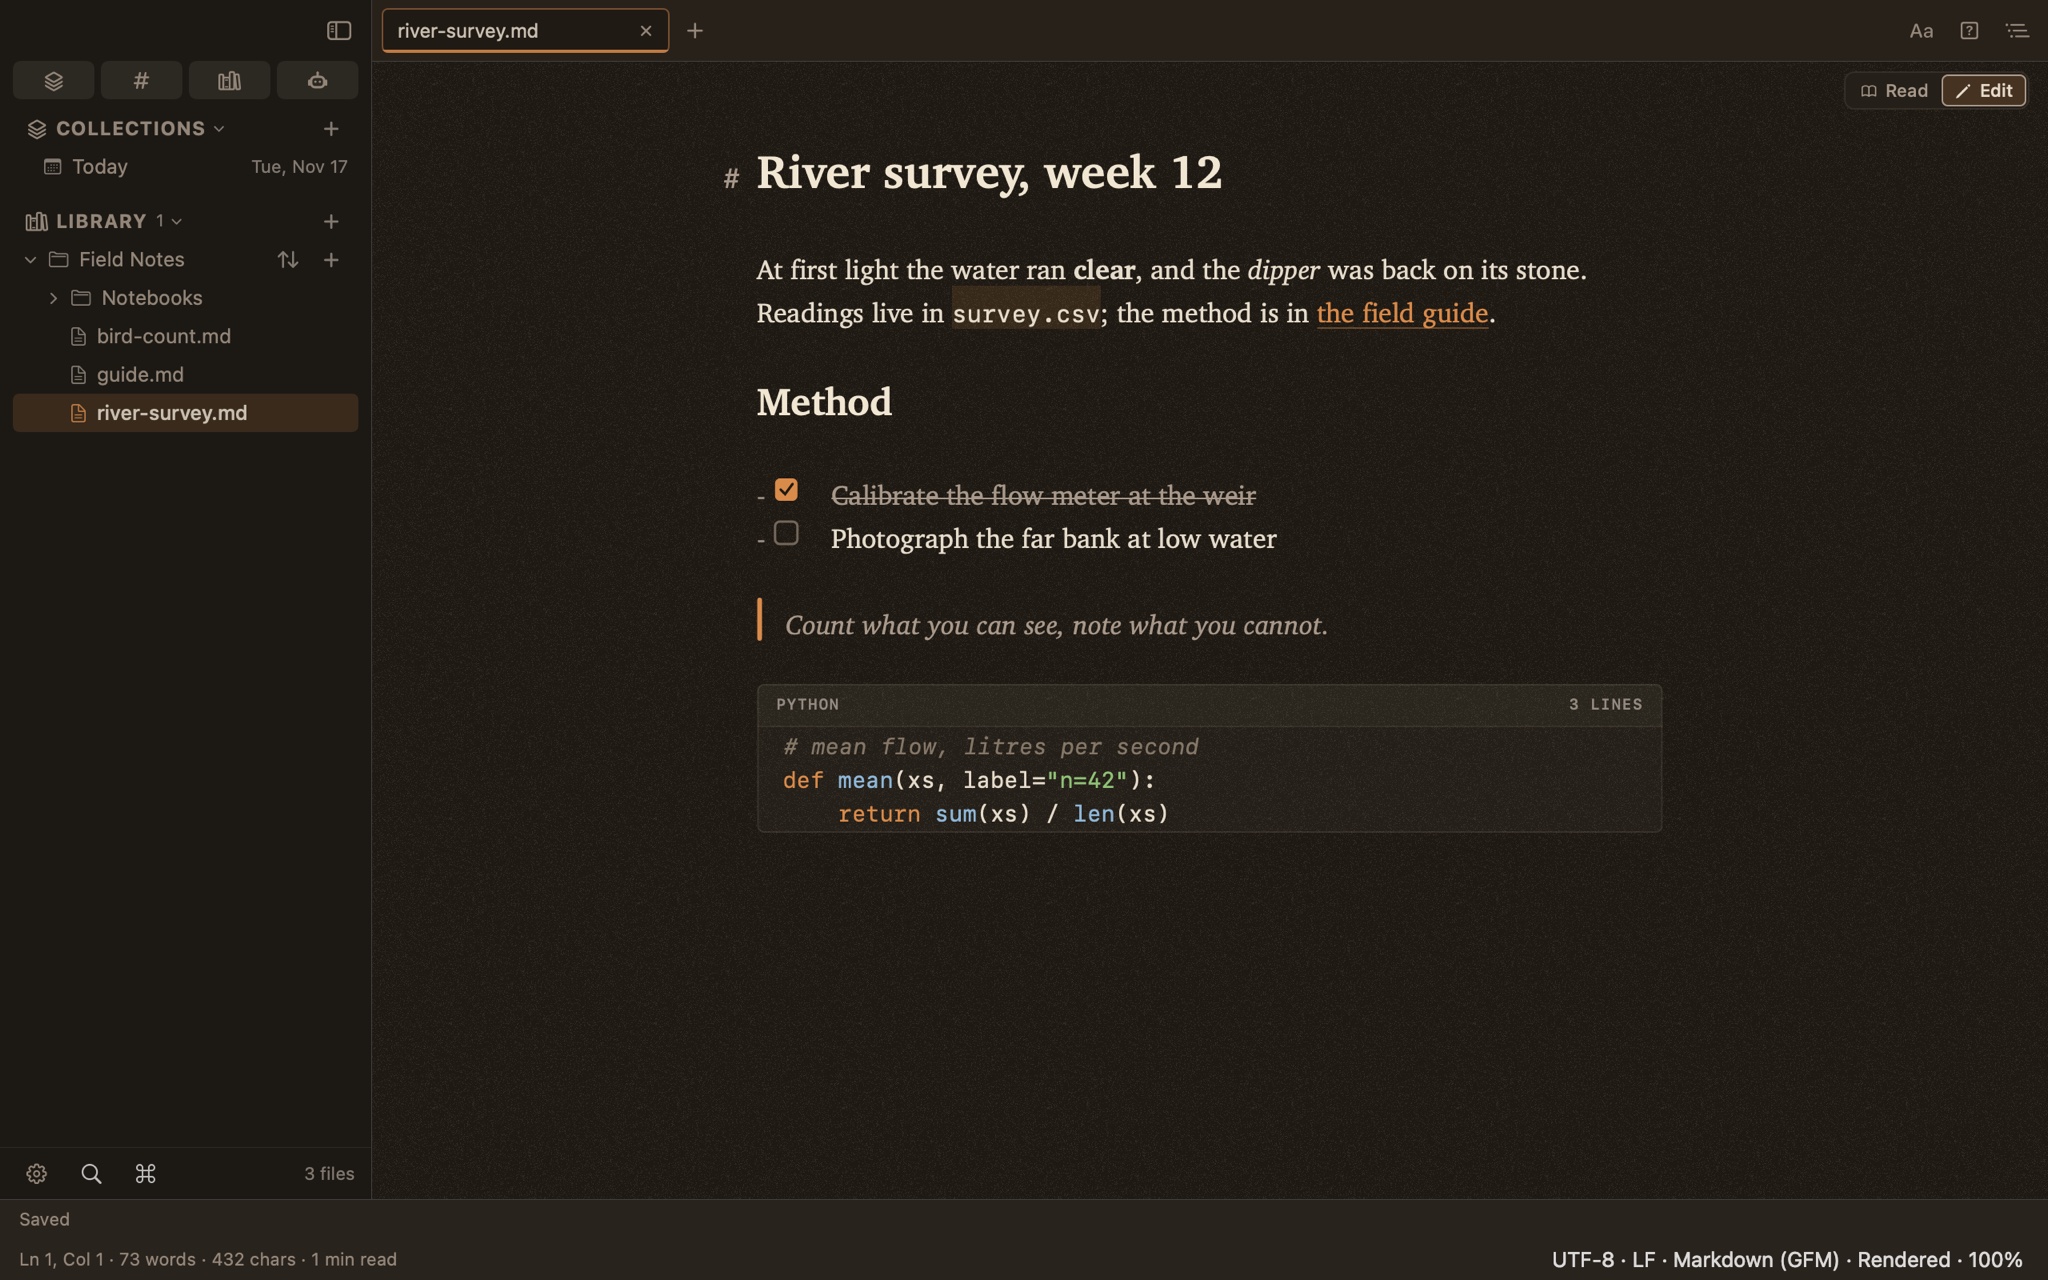 river-survey.md
Aa
Read
Edit
COLLECTIONS
Today Tue, Nov 17
LIBRARY 1
Field Notes
Notebooks
bird-count.md
guide.md
river-survey.md
3 files
# River survey, week 12
At first light the water ran clear, and the dipper was back on its stone.
Readings live in survey.csv; the method is in the field guide.
Method
- Calibrate the flow meter at the weir
- Photograph the far bank at low water
Count what you can see, note what you cannot.
PYTHON 3 LINES
# mean flow, litres per second
def mean(xs, label="n=42"):
    return sum(xs) / len(xs)
Saved
Ln 1, Col 1 · 73 words · 432 chars · 1 min read
UTF-8 · LF · Markdown (GFM) · Rendered · 100%